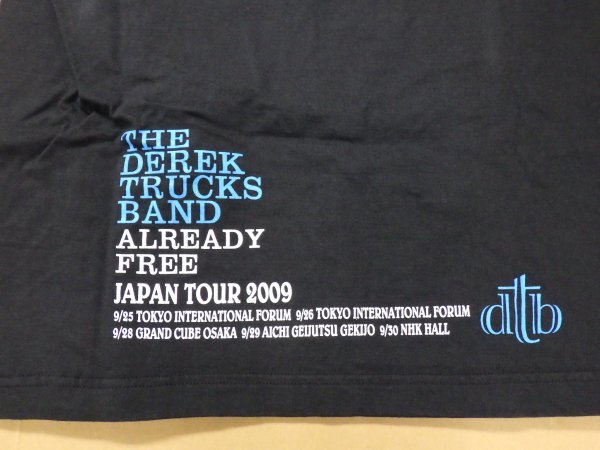 THE
DEREK
TRUCKS
BAND
ALREADY
FREE
JAPAN TOUR 2009
9/25 TOKYO INTERNATIONAL FORUM 9/26 TOKYO INTERNATIONAL FORUM
9/28 GRAND CUBE OSAKA 9/29 AICHI GEIJUTSU GEKIJO 9/30 NHK HALL
dtb